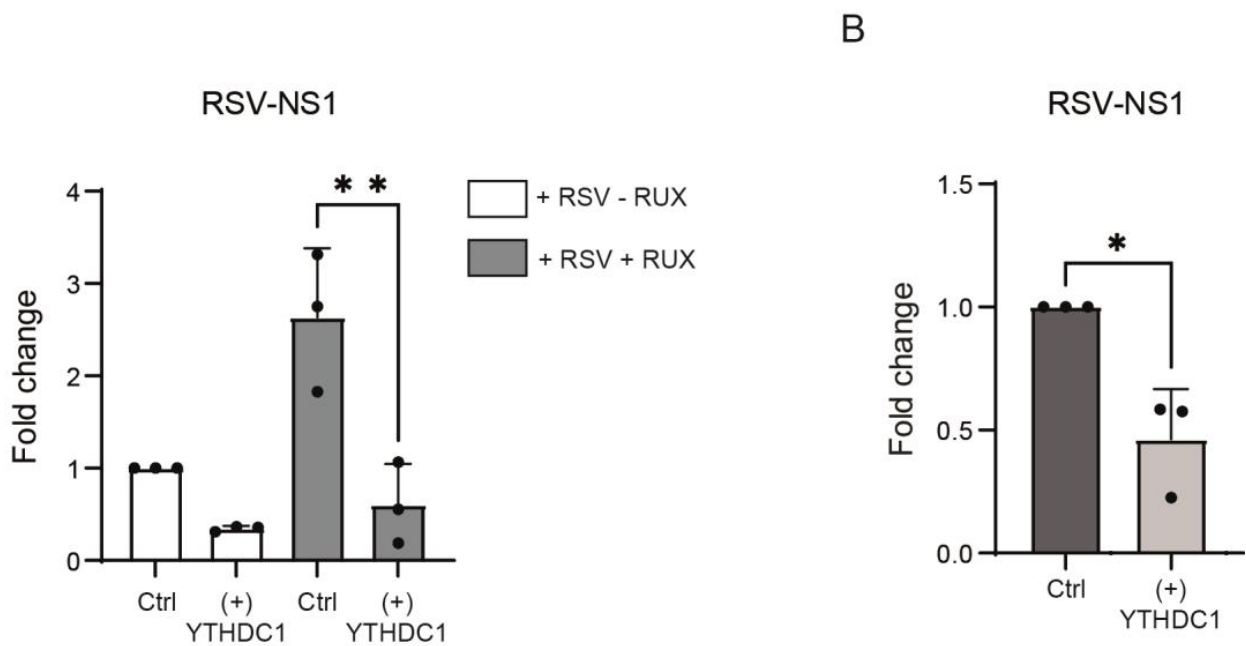 B
RSV-NS1
Fold change
4
3
2
1
0
* *
Ctrl
(+)
YTHDC1
Ctrl
(+)
YTHDC1
+ RSV - RUX
+ RSV + RUX
RSV-NS1
Fold change
1.5
1.0
0.5
0.0
*
Ctrl
(+)
YTHDC1